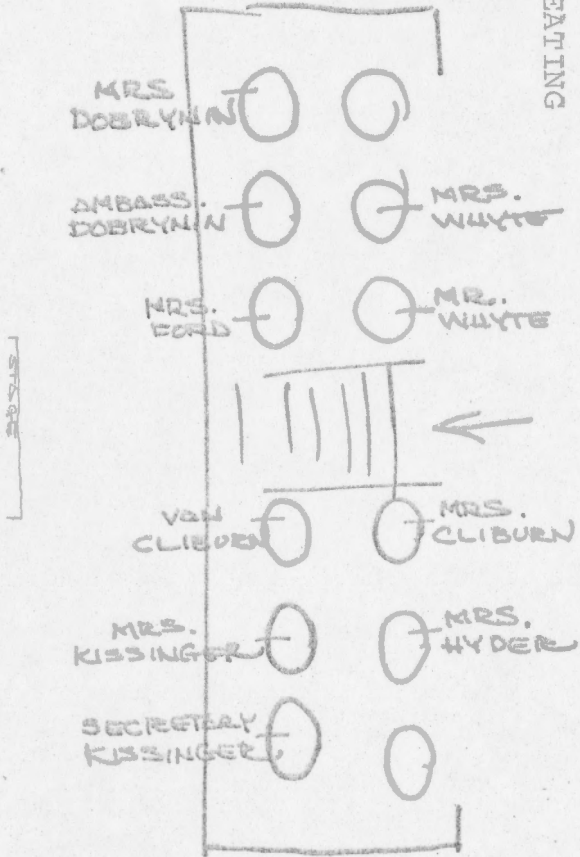 EATING
MRS
DOBRYNIN
AMBASS.
DOBRYNIN
MRS.
WHYTE
MRS.
FORD
MR.
WHYTE
STAGE
VAN
CLIBURN
MRS.
CLIBURN
MRS.
KISSINGER
MRS.
HYDER
SECRETARY
KISSINGER